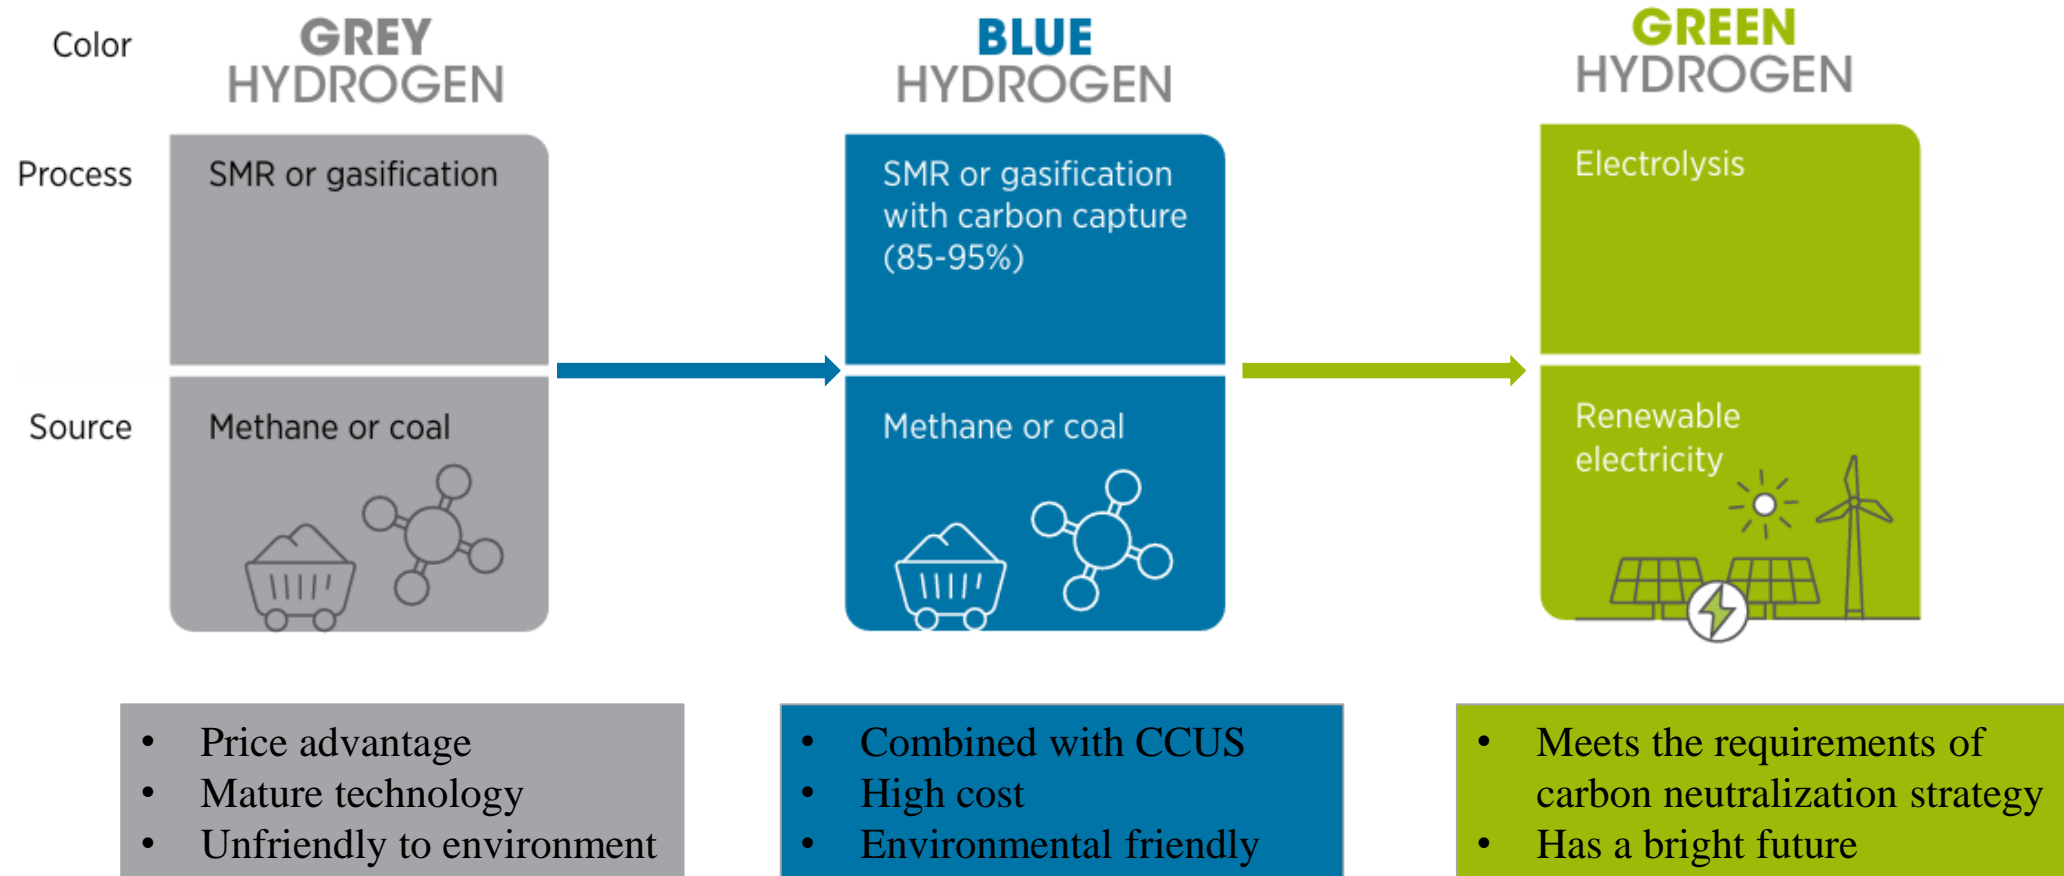 Color
GREY
HYDROGEN
BLUE
HYDROGEN
GREEN
HYDROGEN
Process
SMR or gasification
SMR or gasification
with carbon capture
(85-95%)
Electrolysis
Source
Methane or coal
Methane or coal
Renewable
electricity
• Price advantage
• Mature technology
• Unfriendly to environment
• Combined with CCUS
• High cost
• Environmental friendly
• Meets the requirements of
carbon neutralization strategy
• Has a bright future